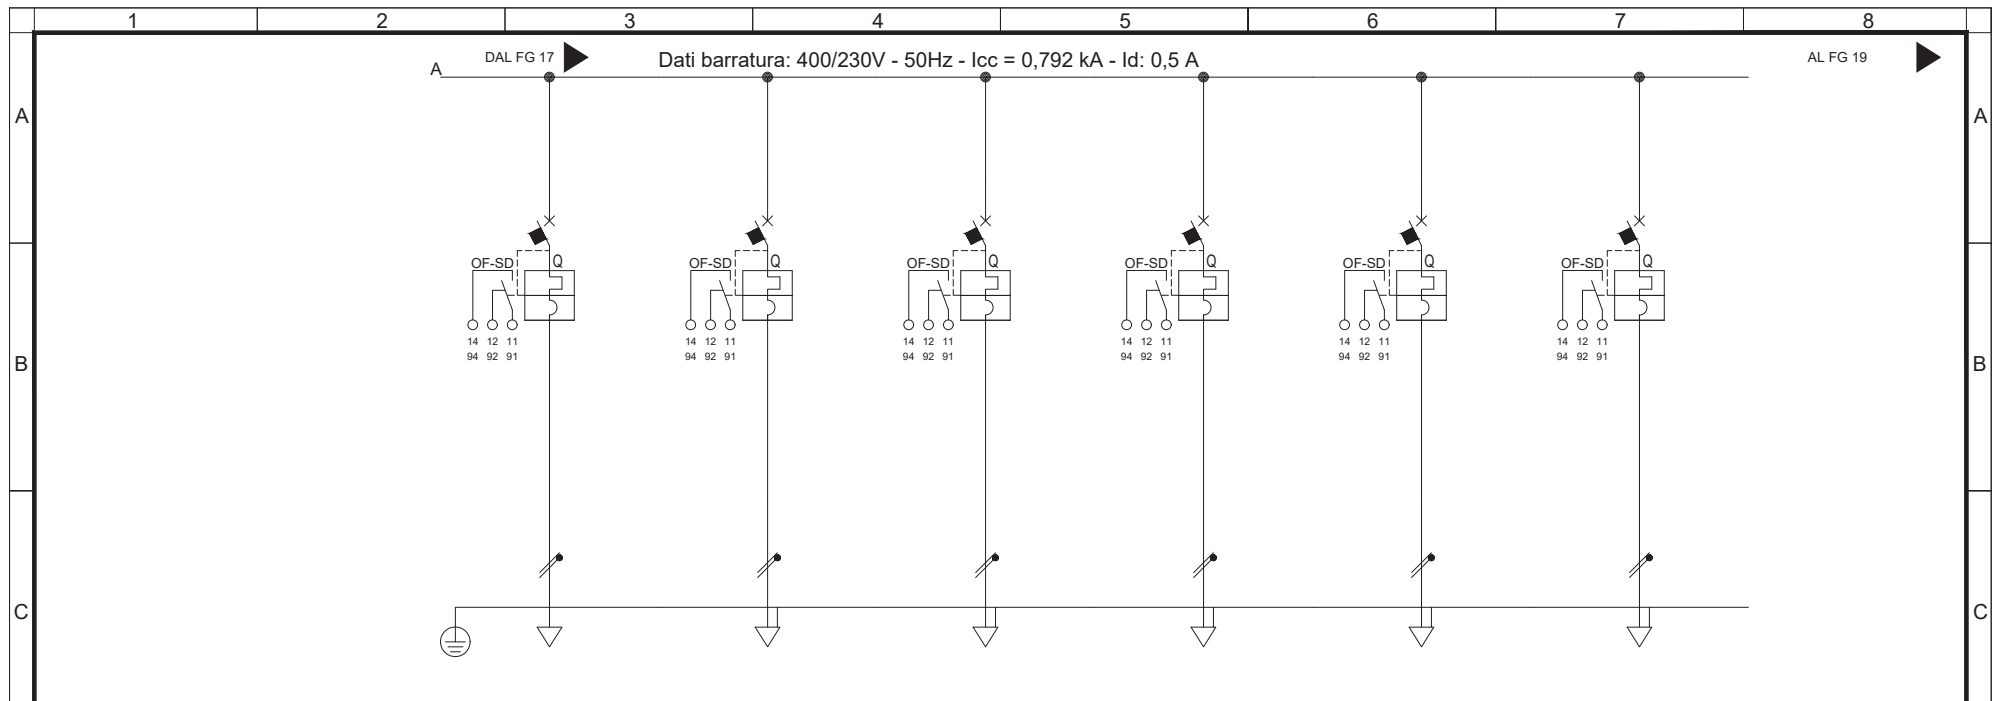 1 2 3 4 5 6 7 8
DAL FG 17 Dati barratura: 400/230V - 50Hz - Icc = 0,792 kA - Id: 0,5 A AL FG 19
A
A A
OF-SD Q OF-SD Q OF-SD Q OF-SD Q OF-SD Q OF-SD Q
14 12 11 14 12 11 14 12 11 14 12 11 14 12 11 14 12 11
94 92 91 94 92 91 94 92 91 94 92 91 94 92 91 94 92 91
B B
C C